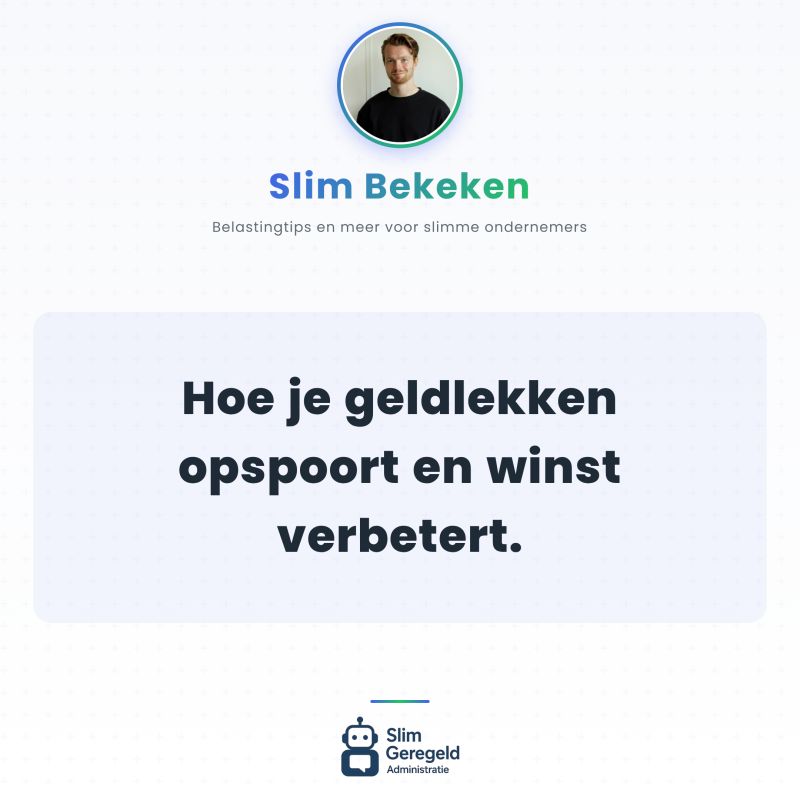 Slim Bekeken
Belastingtips en meer voor slimme ondernemers
Hoe je geldlekken
opspoort en winst
verbetert.
Slim
Geregeld
Administratie